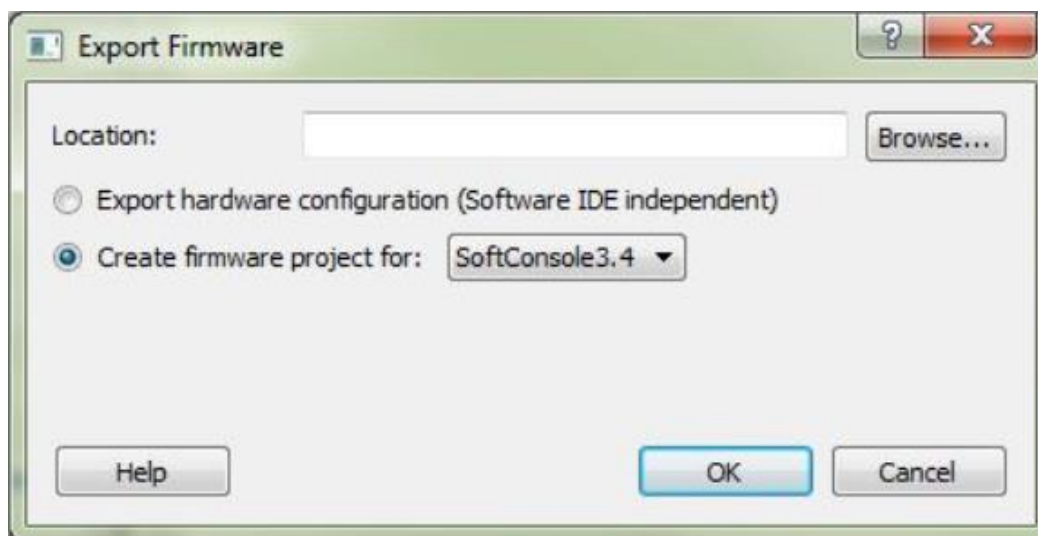 Export Firmware
?
X
Location:
Browse...
Export hardware configuration (Software IDE independent)
Create firmware project for: SoftConsole3.4
Help
OK
Cancel